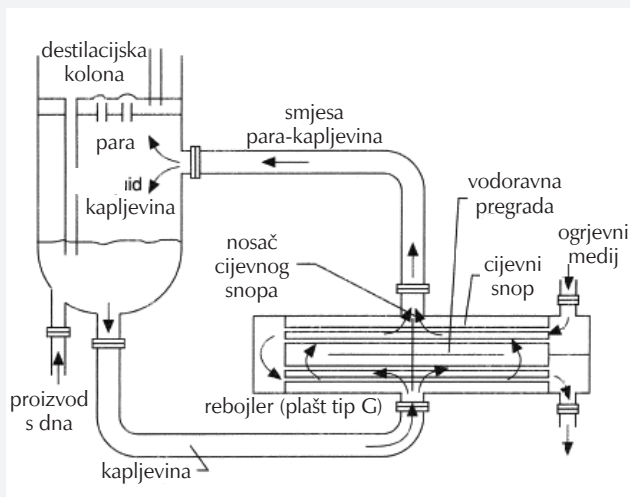 destilacijska
kolona
para
uid
kapljevina
smjesa
para-kapljevina
vodoravna
pregrada
nosač
cijevnog
snopa
cijevni
snop
ogrjevni
medij
rebojler (plašt tip G)
proizvod
s dna
kapljevina